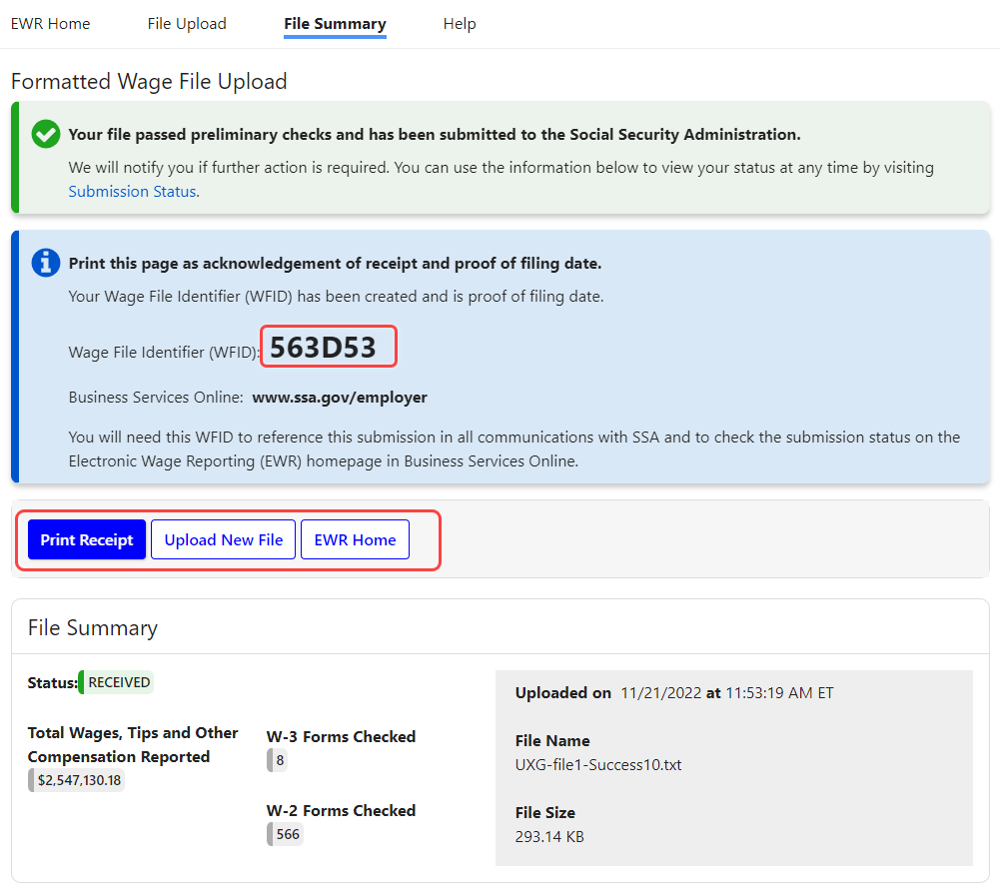 EWR Home File Upload File Summary Help
Formatted Wage File Upload
Your file passed preliminary checks and has been submitted to the Social Security Administration.
We will notify you if further action is required. You can use the information below to view your status at any time by visiting
Submission Status.
Print this page as acknowledgement of receipt and proof of filing date.
Your Wage File Identifier (WFID) has been created and is proof of filing date.
Wage File Identifier (WFID): 563D53
Business Services Online: www.ssa.gov/employer
You will need this WFID to reference this submission in all communications with SSA and to check the submission status on the
Electronic Wage Reporting (EWR) homepage in Business Services Online.
Print Receipt Upload New File EWR Home
File Summary
Status: RECEIVED
Total Wages, Tips and Other
Compensation Reported
$2,547,130.18
W-3 Forms Checked
8
W-2 Forms Checked
566
Uploaded on 11/21/2022 at 11:53:19 AM ET
File Name
UXG-file1-Success10.txt
File Size
293.14 KB